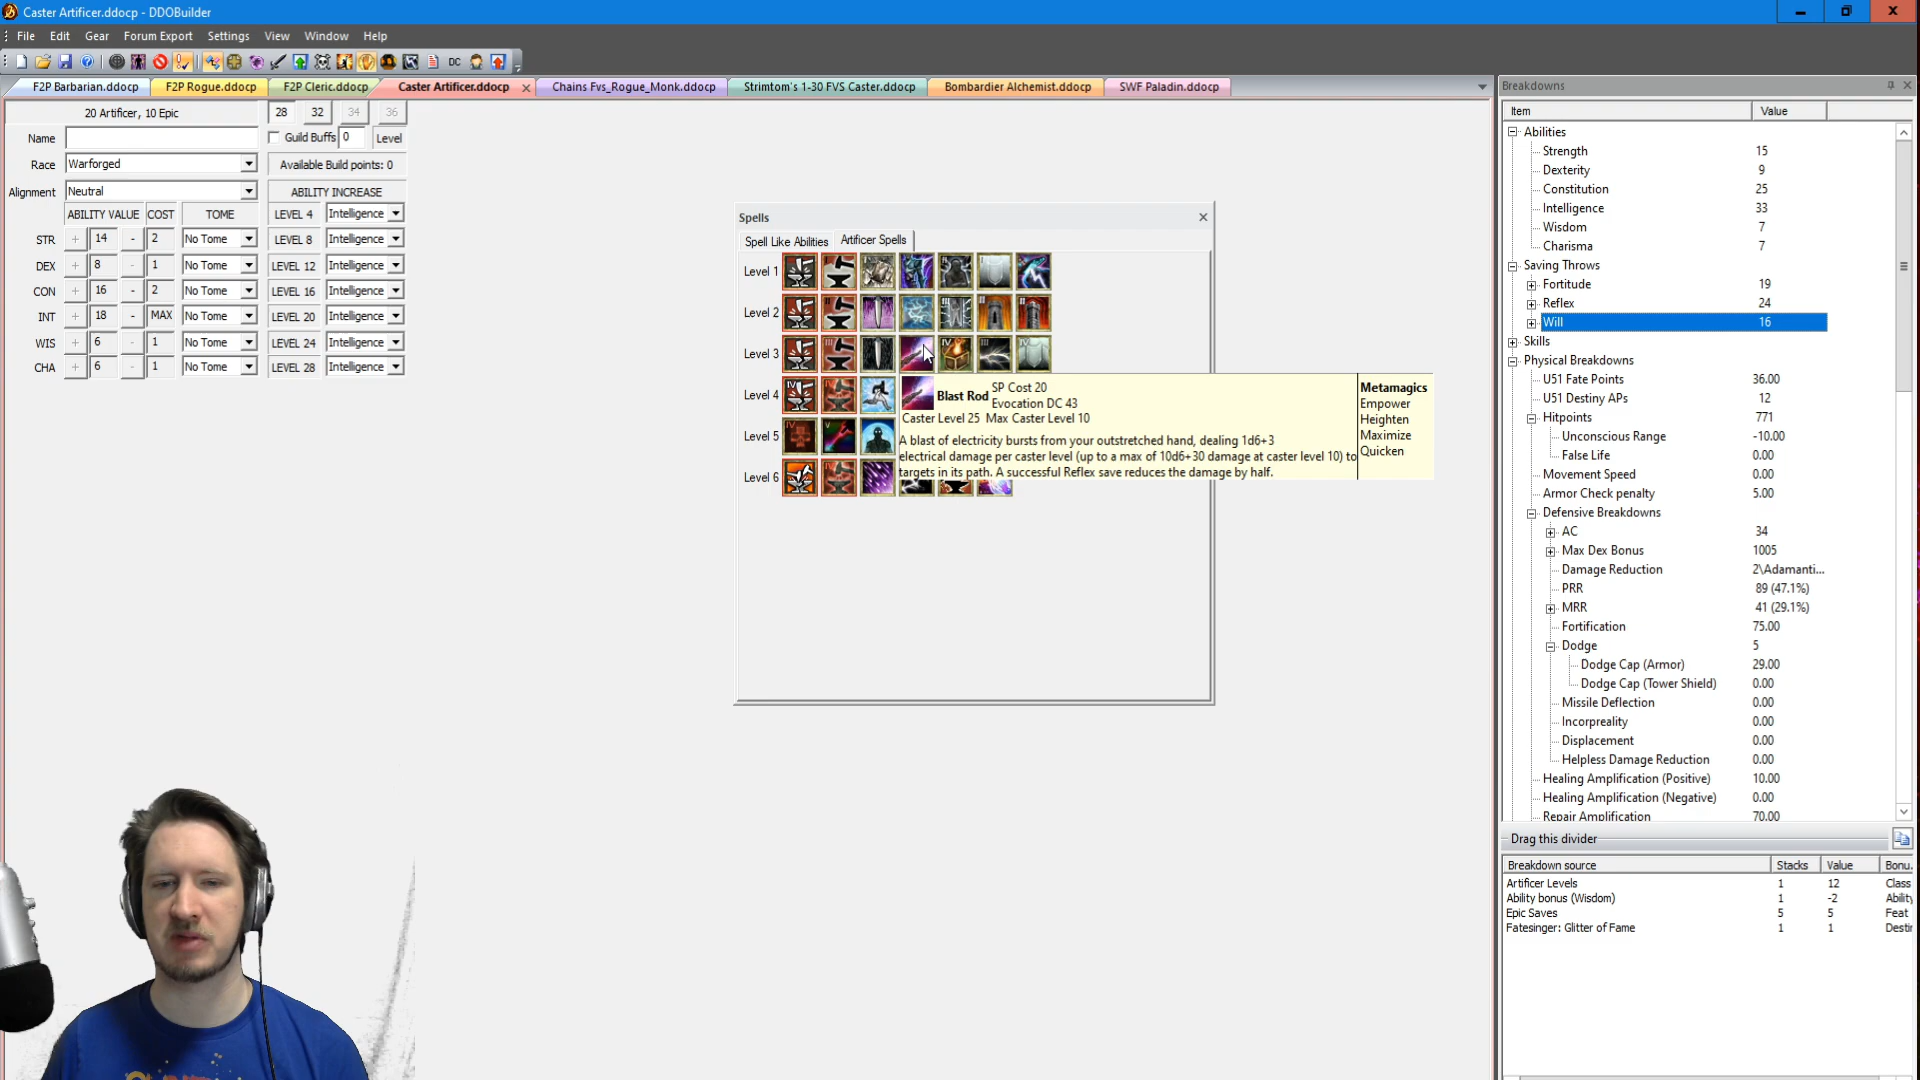 Caster Artificer.ddocp - DDOBuilder
File Edit Gear Forum Export Settings View Window Help
DC
F2P Barbarian.ddocp F2P Rogue.ddocp F2P Cleric.ddocp Caster Artificer.ddocp Chains Fvs_Rogue_Monk.ddocp Strimtom's 1-30 FVS Caster.ddocp Bombardier Alchemist.ddocp SWF Paladin.ddocp
20 Artificer, 10 Epic 28 32 34 36
Name Guild Buffs 0 Level
Race Warforged Available Build points: 0
Alignment Neutral ABILITY INCREASE
ABILITY VALUE COST TOME LEVEL 4 Intelligence
STR + 14 - 2 No Tome LEVEL 8 Intelligence
DEX + 8 - 1 No Tome LEVEL 12 Intelligence
CON + 16 - 2 No Tome LEVEL 16 Intelligence
INT + 18 - MAX No Tome LEVEL 20 Intelligence
WIS + 6 - 1 No Tome LEVEL 24 Intelligence
CHA + 6 - 1 No Tome LEVEL 28 Intelligence
Spells
Spell Like Abilities Artificer Spells
Level 1
Level 2
Level 3
Level 4
Level 5
Level 6
Blast Rod
SP Cost 20
Evocation DC 43
Caster Level 25 Max Caster Level 10
A blast of electricity bursts from your outstretched hand, dealing 1d6+3
electrical damage per caster level (up to a max of 10d6+30 damage at caster level 10) to
targets in its path. A successful Reflex save reduces the damage by half.
Metamagics
Empower
Heighten
Maximize
Quicken
Breakdowns
Item Value
Abilities
Strength 15
Dexterity 9
Constitution 25
Intelligence 33
Wisdom 7
Charisma 7
Saving Throws
Fortitude 19
Reflex 24
Will 16
Skills
Physical Breakdowns
U51 Fate Points 36.00
U51 Destiny APs 12
Hitpoints 771
Unconscious Range -10.00
False Life 0.00
Movement Speed 0.00
Armor Check penalty 5.00
Defensive Breakdowns
AC 34
Max Dex Bonus 1005
Damage Reduction 2\Adamanti...
PRR 89 (47.1%)
MRR 41 (29.1%)
Fortification 75.00
Dodge 5
Dodge Cap (Armor) 29.00
Dodge Cap (Tower Shield) 0.00
Missile Deflection 0.00
Incorpreality 0.00
Displacement 0.00
Helpless Damage Reduction 0.00
Healing Amplification (Positive) 10.00
Healing Amplification (Negative) 0.00
Repair Amplification 70.00
Drag this divider
Breakdown source Stacks Value Bonu
Artificer Levels 1 12 Class
Ability bonus (Wisdom) 1 -2 Ability
Epic Saves 5 5 Feat
Fatesinger: Glitter of Fame 1 1 Desti